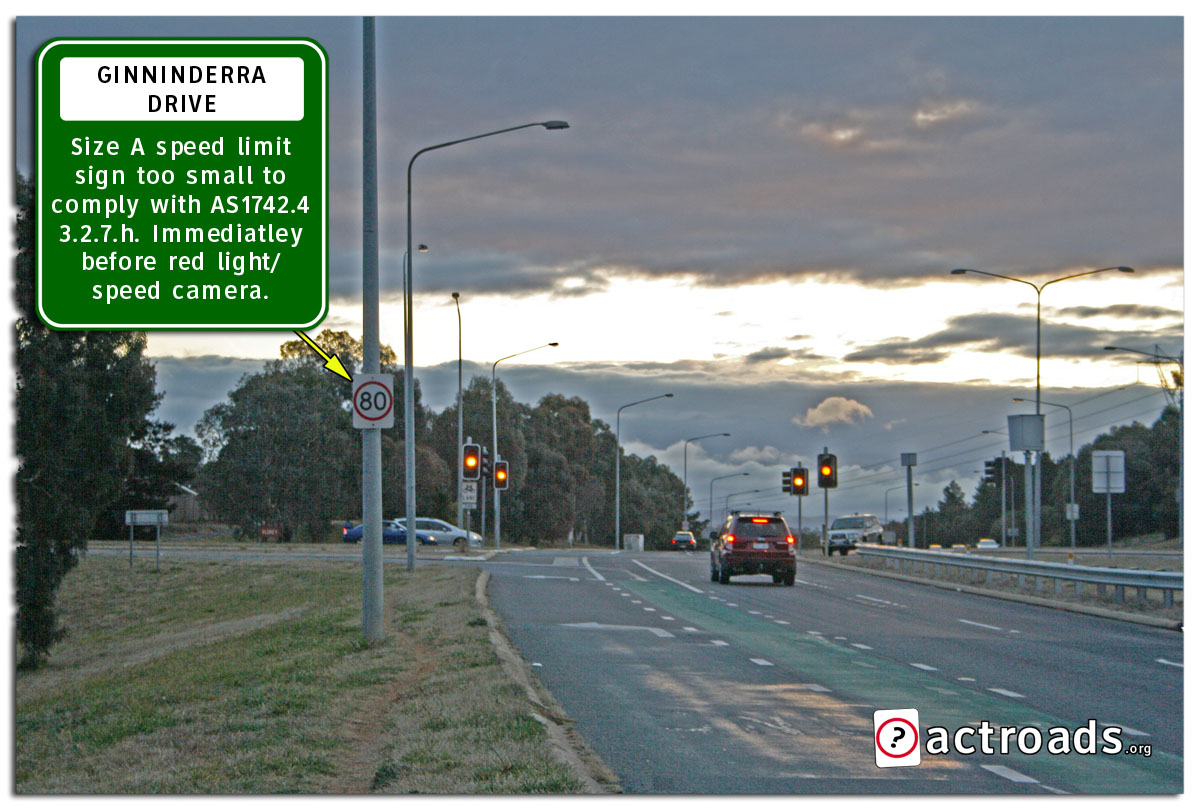 GINNINDERRA
DRIVE
Size A speed limit
sign too small to
comply with AS1742.4
3.2.7.h. Immediatley
before red light/
speed camera.
80
LANE
? actroads.org